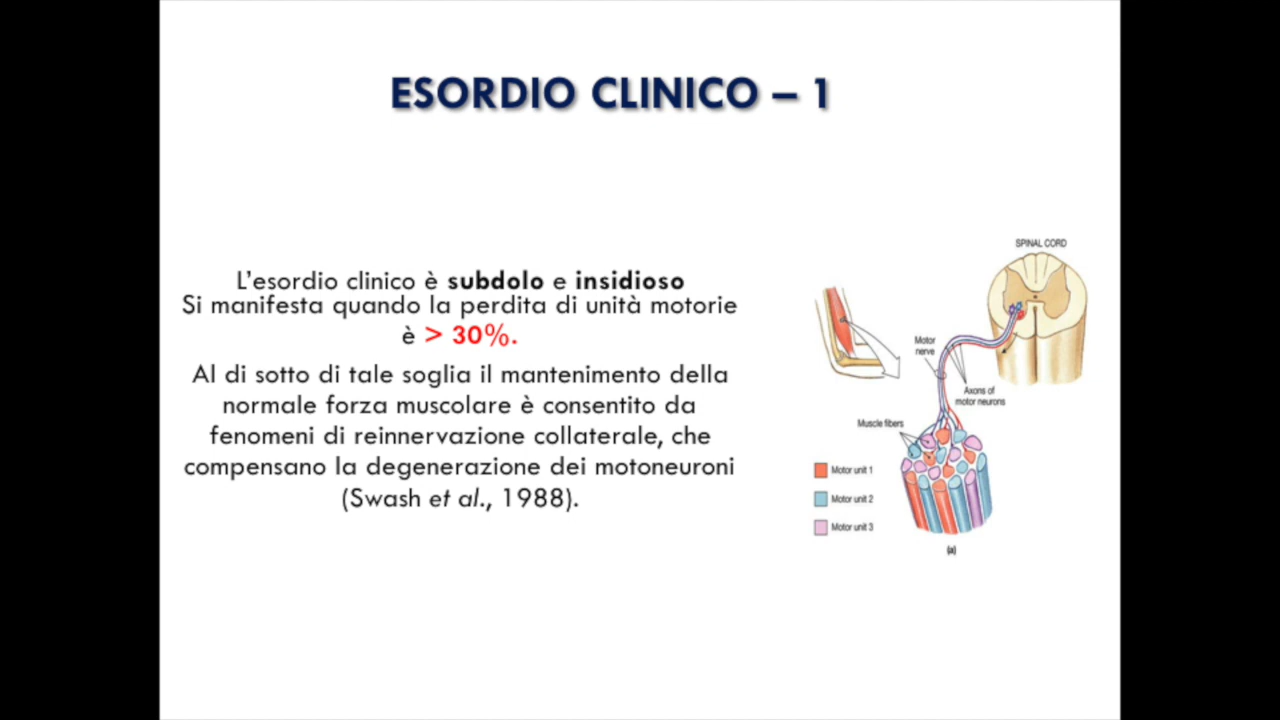 ESORDIO CLINICO – 1
L'esordio clinico è subdolo e insidioso
Si manifesta quando la perdita di unità motorie
è > 30%.
Al di sotto di tale soglia il mantenimento della
normale forza muscolare è consentito da
fenomeni di reinnervazione collaterale, che
compensano la degenerazione dei motoneuroni
(Swash et al., 1988).
SPINAL CORD
Motor
nerve
Axons of
motor neurons
Muscle fibers
Motor unit 1
Motor unit 2
Motor unit 3
(a)